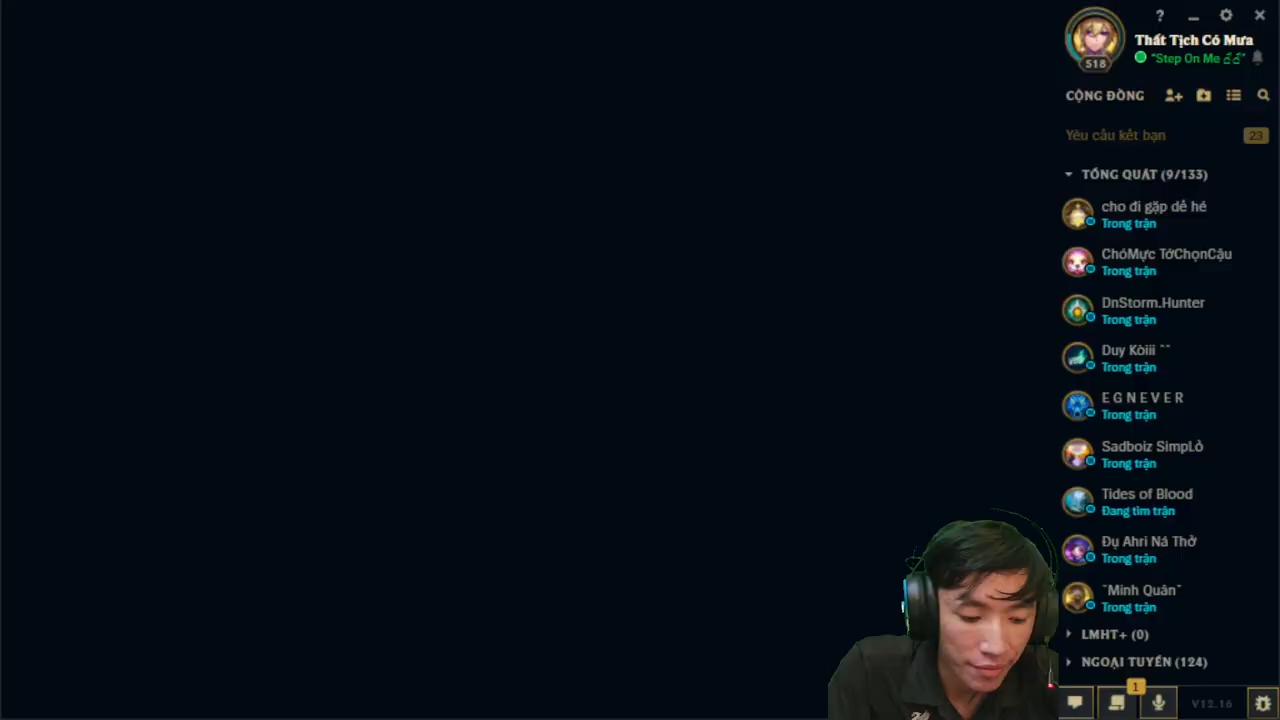 Thất Tịch Có Mưa
518
"Step On Me
CỘNG ĐỒNG
Yêu cầu kết bạn
23
TỔNG QUÁT (9/133)
cho đi gặp dẻ hé
Trong trận
ChóMực TớChọnCậu
Trong trận
DnStorm.Hunter
Trong trận
Duy Kòiii ^^
Trong trận
E G N E V E R
Trong trận
Sadboiz SimpLỏ
Trong trận
Tides of Blood
Đang tìm trận
Đụ Ahri Ná Thở
Trong trận
Minh Quân
Trong trận
LMHT+ (0)
NGOẠI TUYẾN (124)
1
V12.16